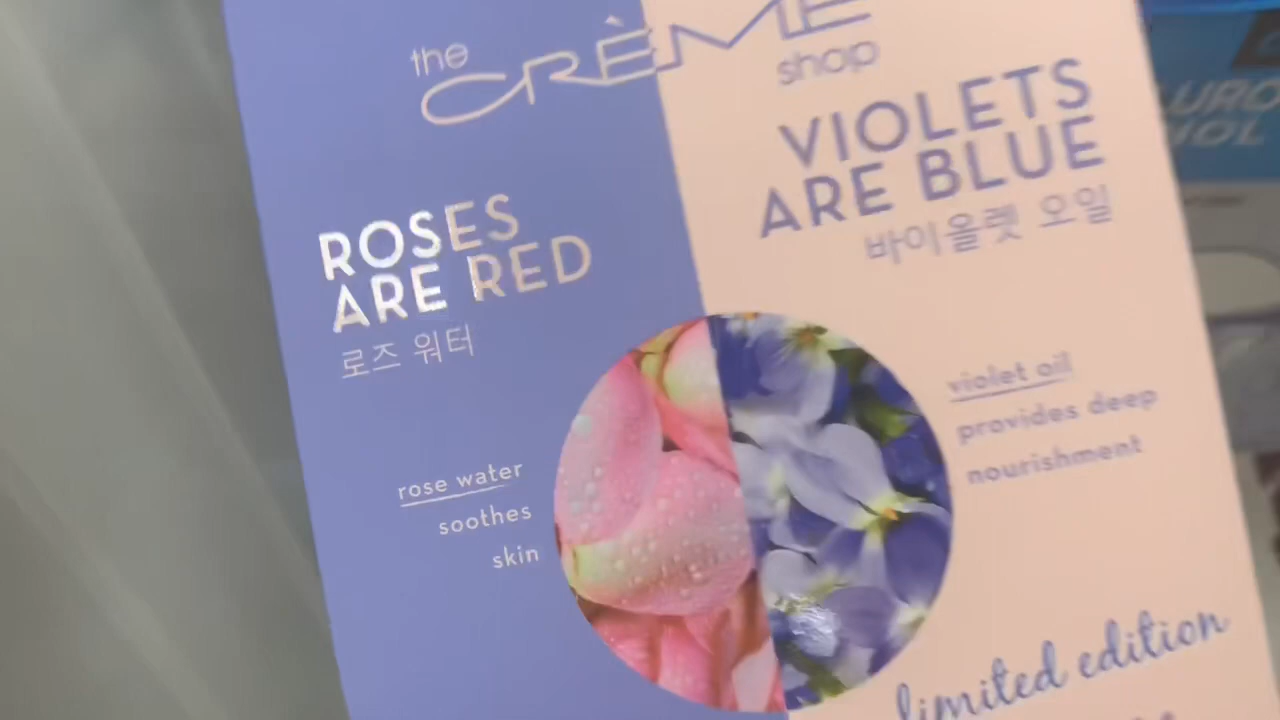 the CRÈME shop
ROSES
ARE RED
로즈 워터
rose water
soothes
skin
VIOLETS
ARE BLUE
바이올렛 오일
violet oil
provides deep
nourishment
limited edition